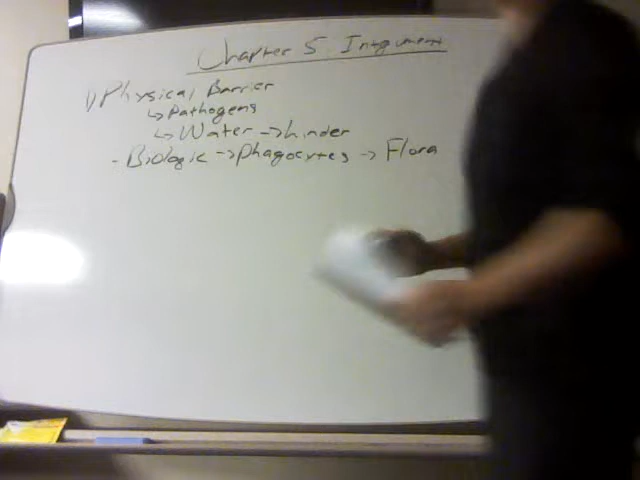 Chapter 5: Integument
1) Physical Barrier
↳ Pathogens
↳ Water → hinder
- Biologic → phagocytes → Flora